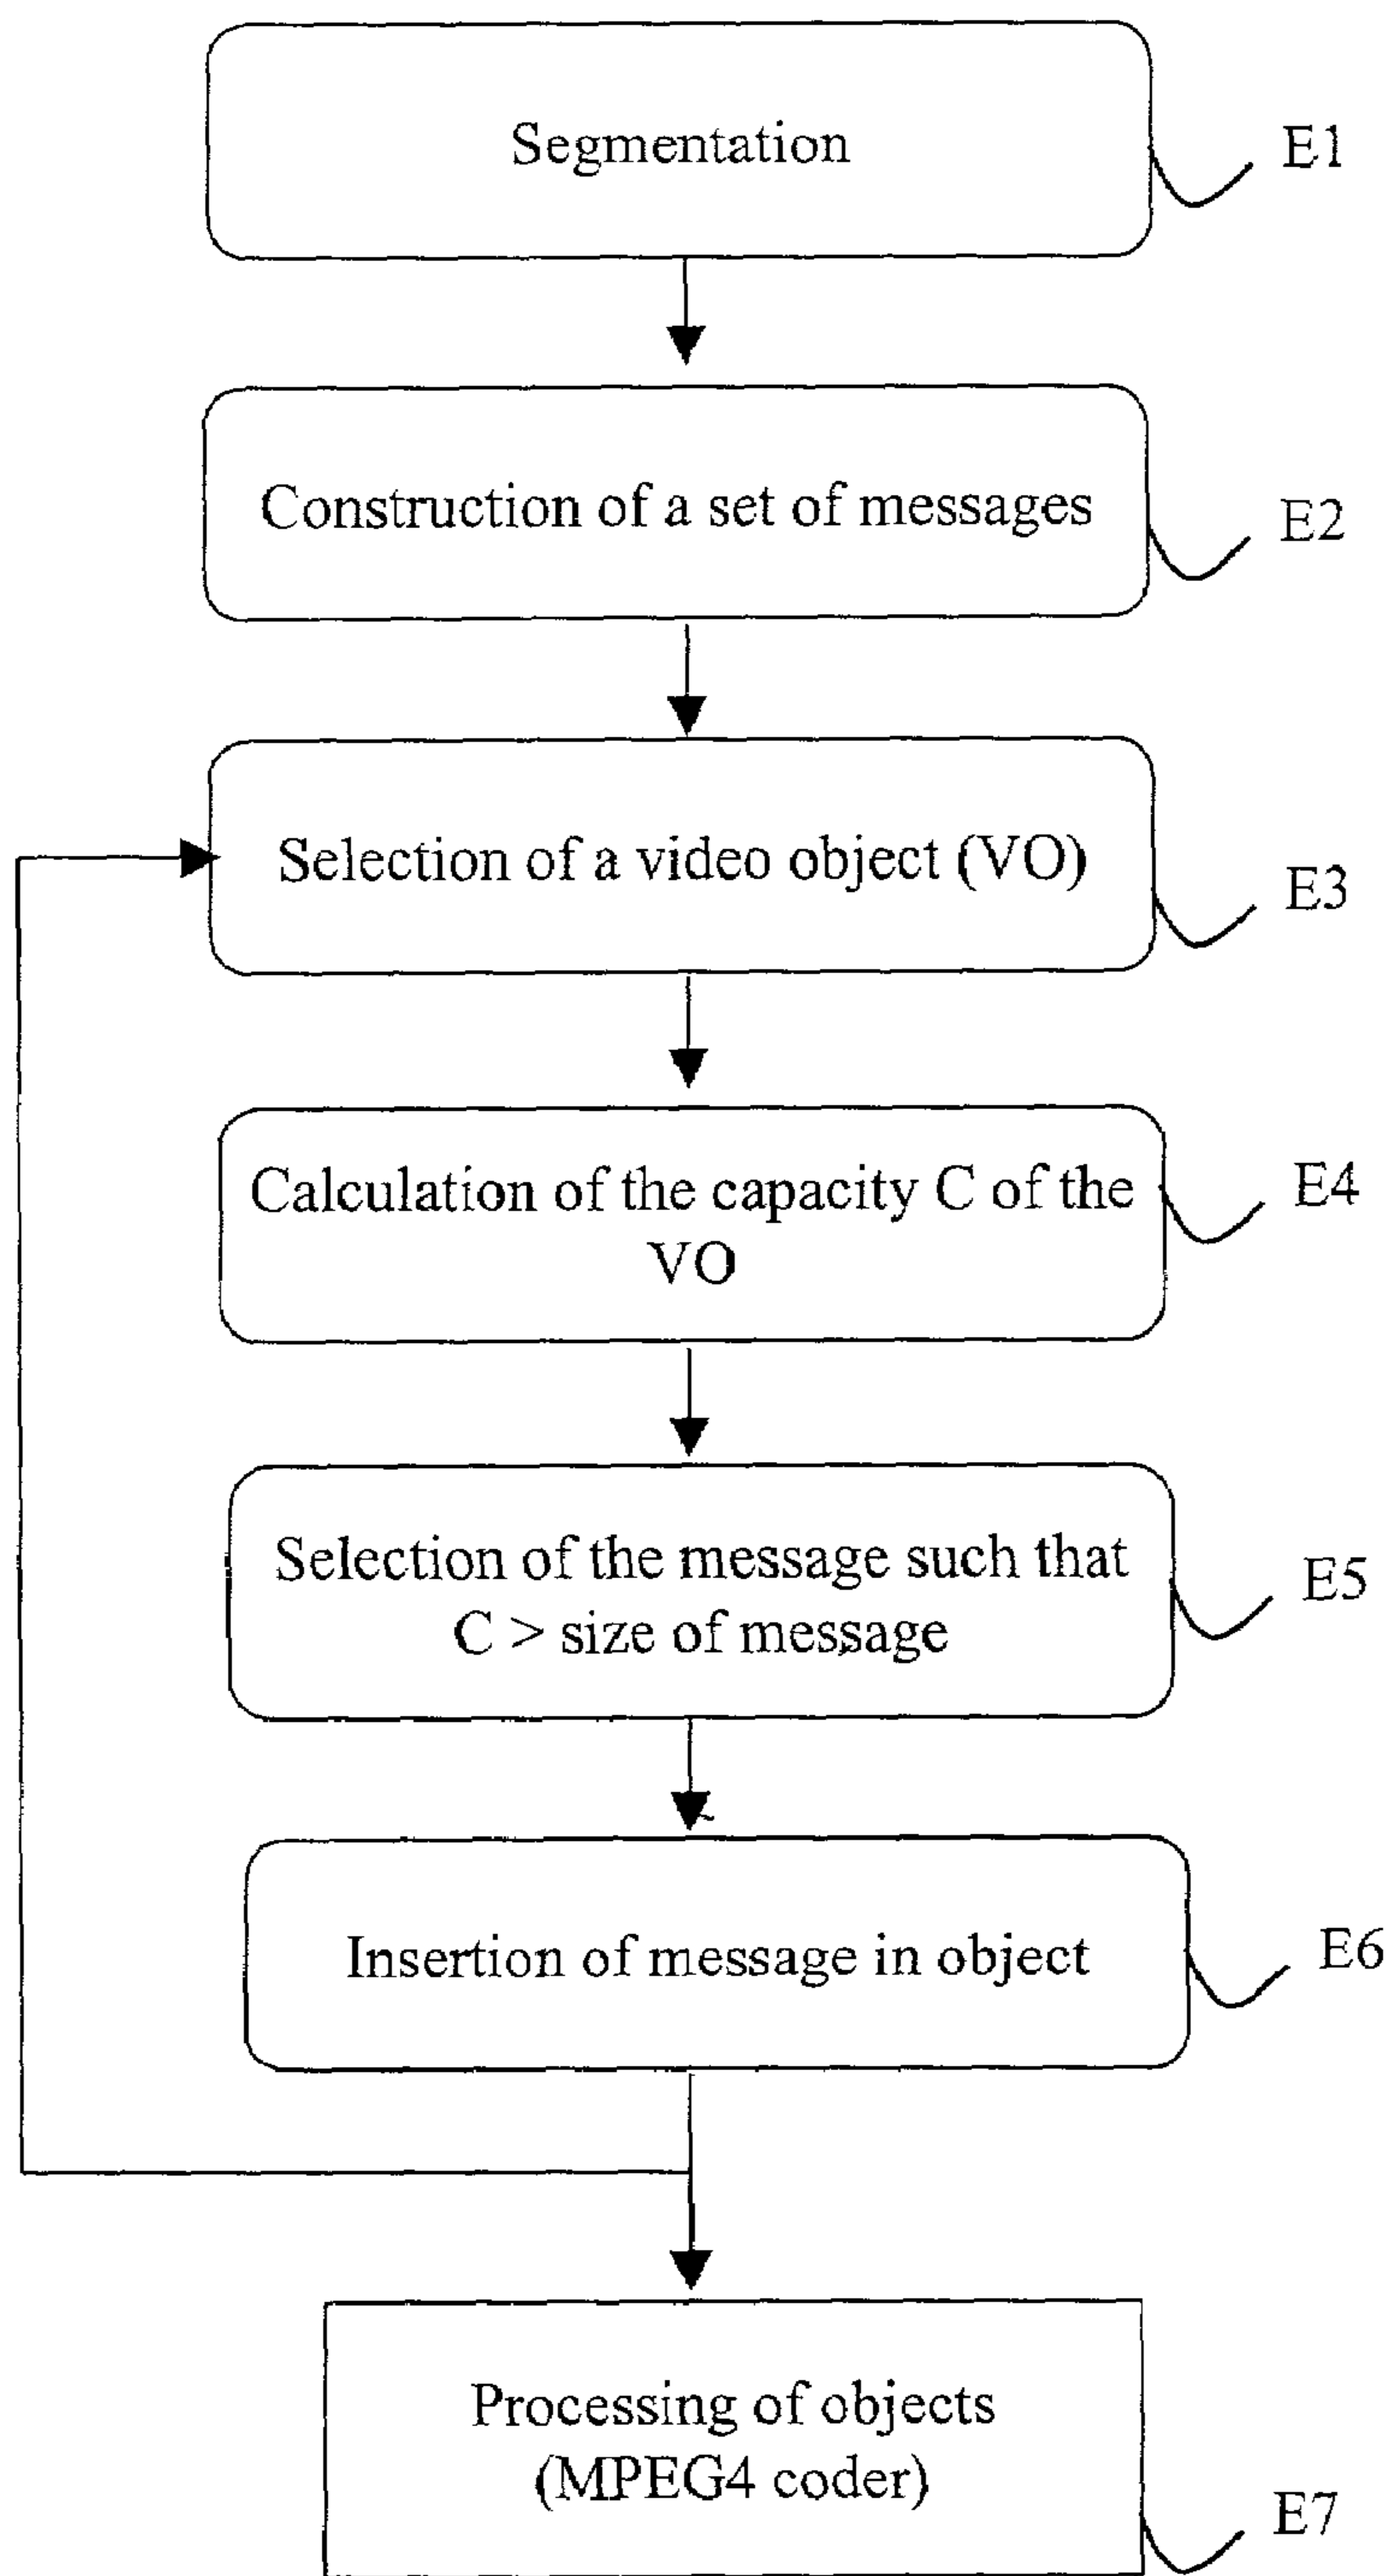 Segmentation
E1
Construction of a set of messages
E2
Selection of a video object (VO)
E3
Calculation of the capacity C of the
VO
E4
Selection of the message such that
C > size of message
E5
Insertion of message in object
E6
Processing of objects
(MPEG4 coder)
E7